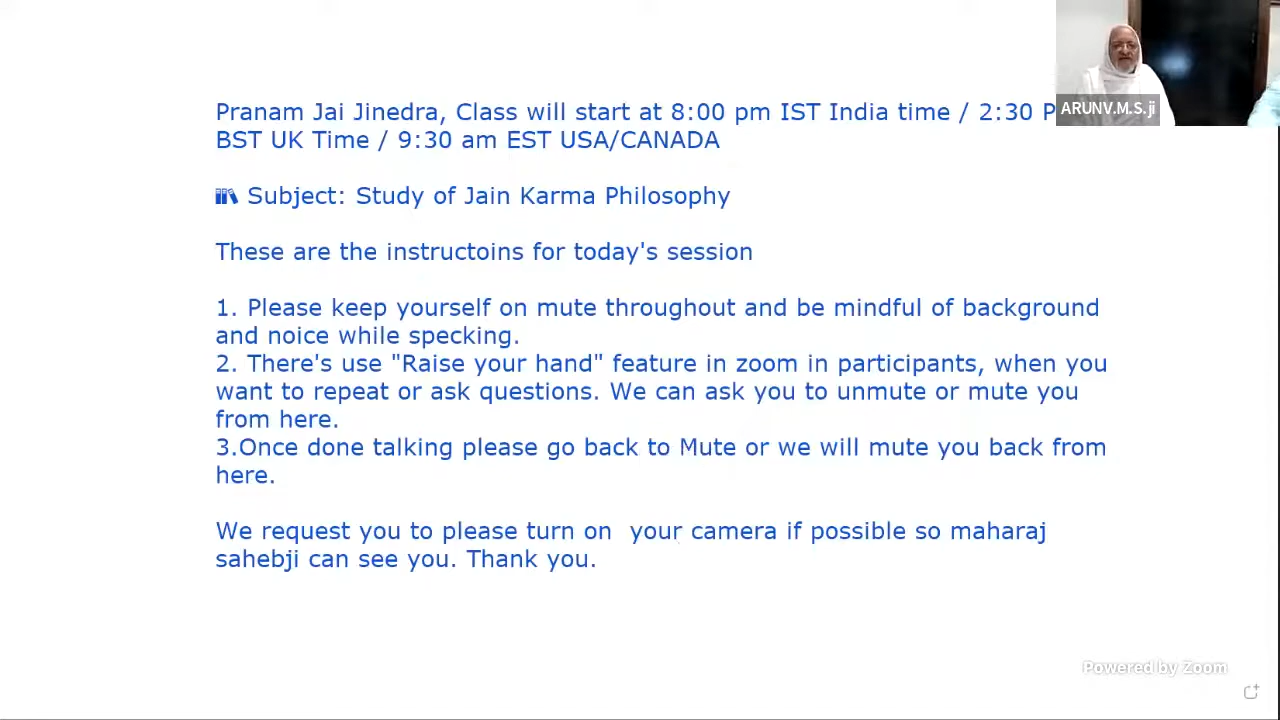 Pranam Jai Jinedra, Class will start at 8:00 pm IST India time / 2:30 P
BST UK Time / 9:30 am EST USA/CANADA
Subject: Study of Jain Karma Philosophy
These are the instructoins for today's session
1. Please keep yourself on mute throughout and be mindful of background
and noice while specking.
2. There's use "Raise your hand" feature in zoom in participants, when you
want to repeat or ask questions. We can ask you to unmute or mute you
from here.
3.Once done talking please go back to Mute or we will mute you back from
here.
We request you to please turn on  your camera if possible so maharaj
sahebji can see you. Thank you.
ARUNV.M.S.ji
Powered by Zoom